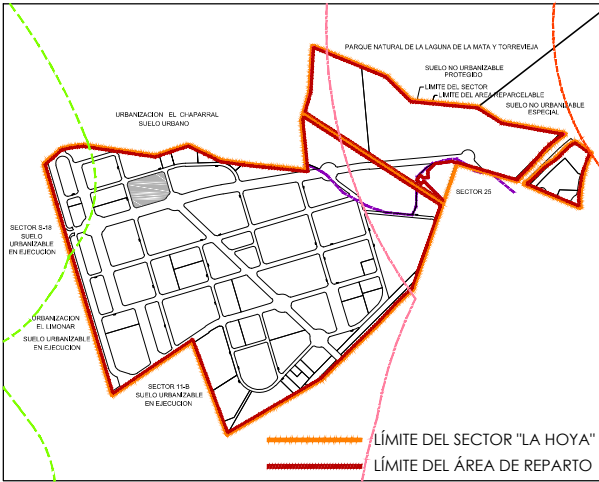 PARQUE NATURAL DE LA LAGUNA DE LA MATA Y TORREVIEJA
SUELO NO URBANIZABLE
PROTEGIDO
LIMITE DEL SECTOR
LIMITE DEL AREA REPARCELABLE
SUELO NO URBANIZABLE
ESPECIAL
URBANIZACION EL CHAPARRAL
SUELO URBANO
SECTOR 25
SECTOR S-18
SUELO
URBANIZABLE
EN EJECUCION
URBANIZACION
EL LIMONAR
SUELO URBANIZABLE
EN EJECUCION
SECTOR 11-B
SUELO URBANIZABLE
EN EJECUCION
LÍMITE DEL SECTOR "LA HOYA"
LÍMITE DEL ÁREA DE REPARTO